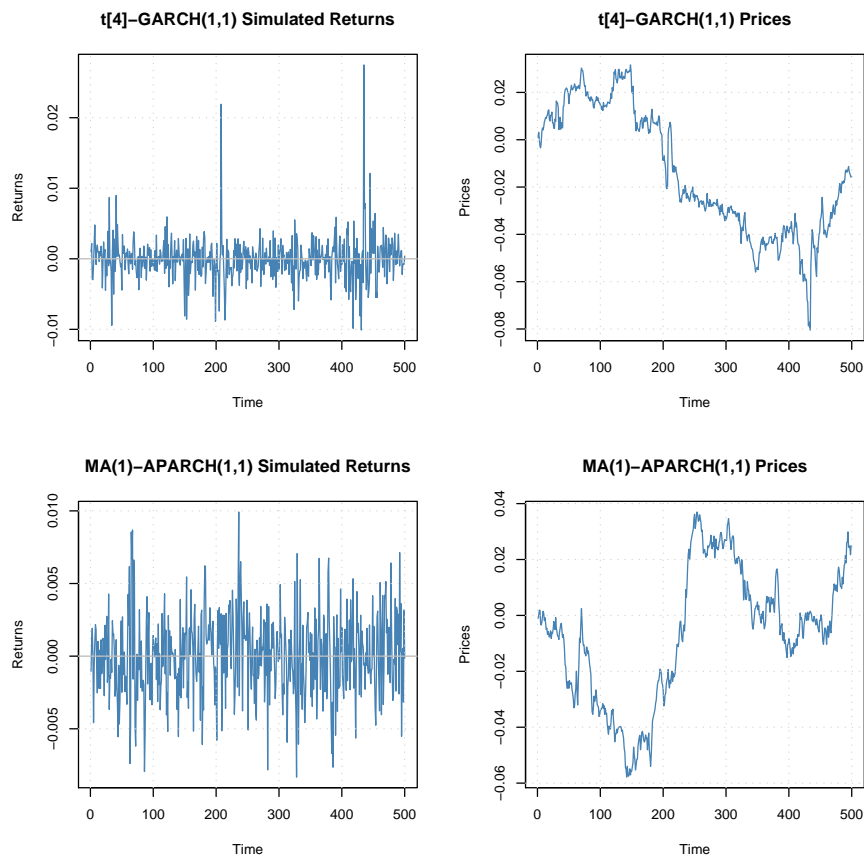 t[4]−GARCH(1,1) Simulated Returns
Returns
0.02
0.01
0.00
−0.01
0 100 200 300 400 500
Time
t[4]−GARCH(1,1) Prices
Prices
0.02
0.00
−0.02
−0.04
−0.06
−0.08
0 100 200 300 400 500
Time
MA(1)−APARCH(1,1) Simulated Returns
Returns
0.010
0.005
0.000
−0.005
0 100 200 300 400 500
Time
MA(1)−APARCH(1,1) Prices
Prices
0.04
0.02
0.00
−0.02
−0.04
−0.06
0 100 200 300 400 500
Time